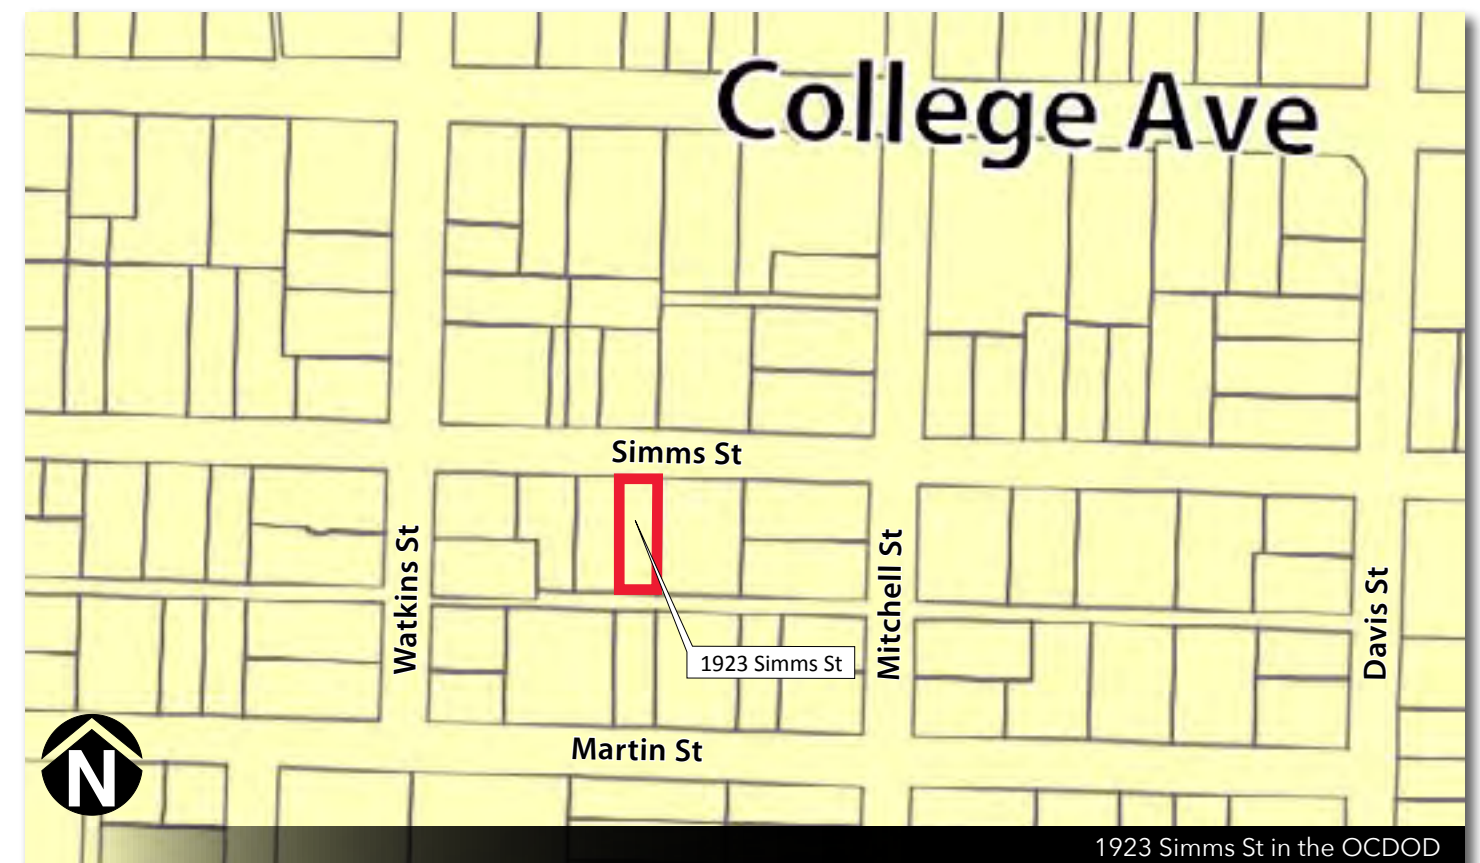 College Ave
Simms St
Watkins St
Mitchell St
Davis St
1923 Simms St
Martin St
N
1923 Simms St in the OCDOD